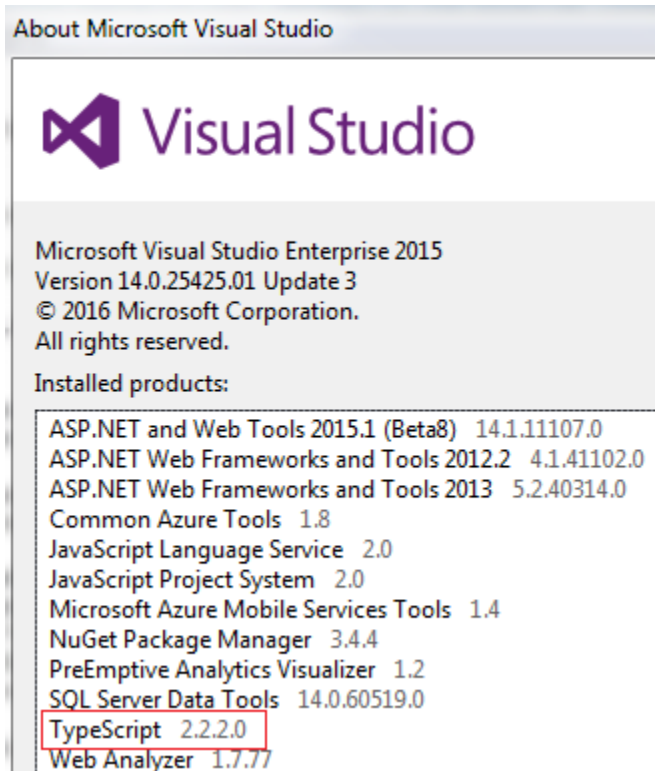 About Microsoft Visual Studio
Visual Studio
Microsoft Visual Studio Enterprise 2015
Version 14.0.25425.01 Update 3
© 2016 Microsoft Corporation.
All rights reserved.
Installed products:
ASP.NET and Web Tools 2015.1 (Beta8) 14.1.11107.0
ASP.NET Web Frameworks and Tools 2012.2 4.1.41102.0
ASP.NET Web Frameworks and Tools 2013 5.2.40314.0
Common Azure Tools 1.8
JavaScript Language Service 2.0
JavaScript Project System 2.0
Microsoft Azure Mobile Services Tools 1.4
NuGet Package Manager 3.4.4
PreEmptive Analytics Visualizer 1.2
SQL Server Data Tools 14.0.60519.0
TypeScript 2.2.2.0
Web Analyzer 1.7.77